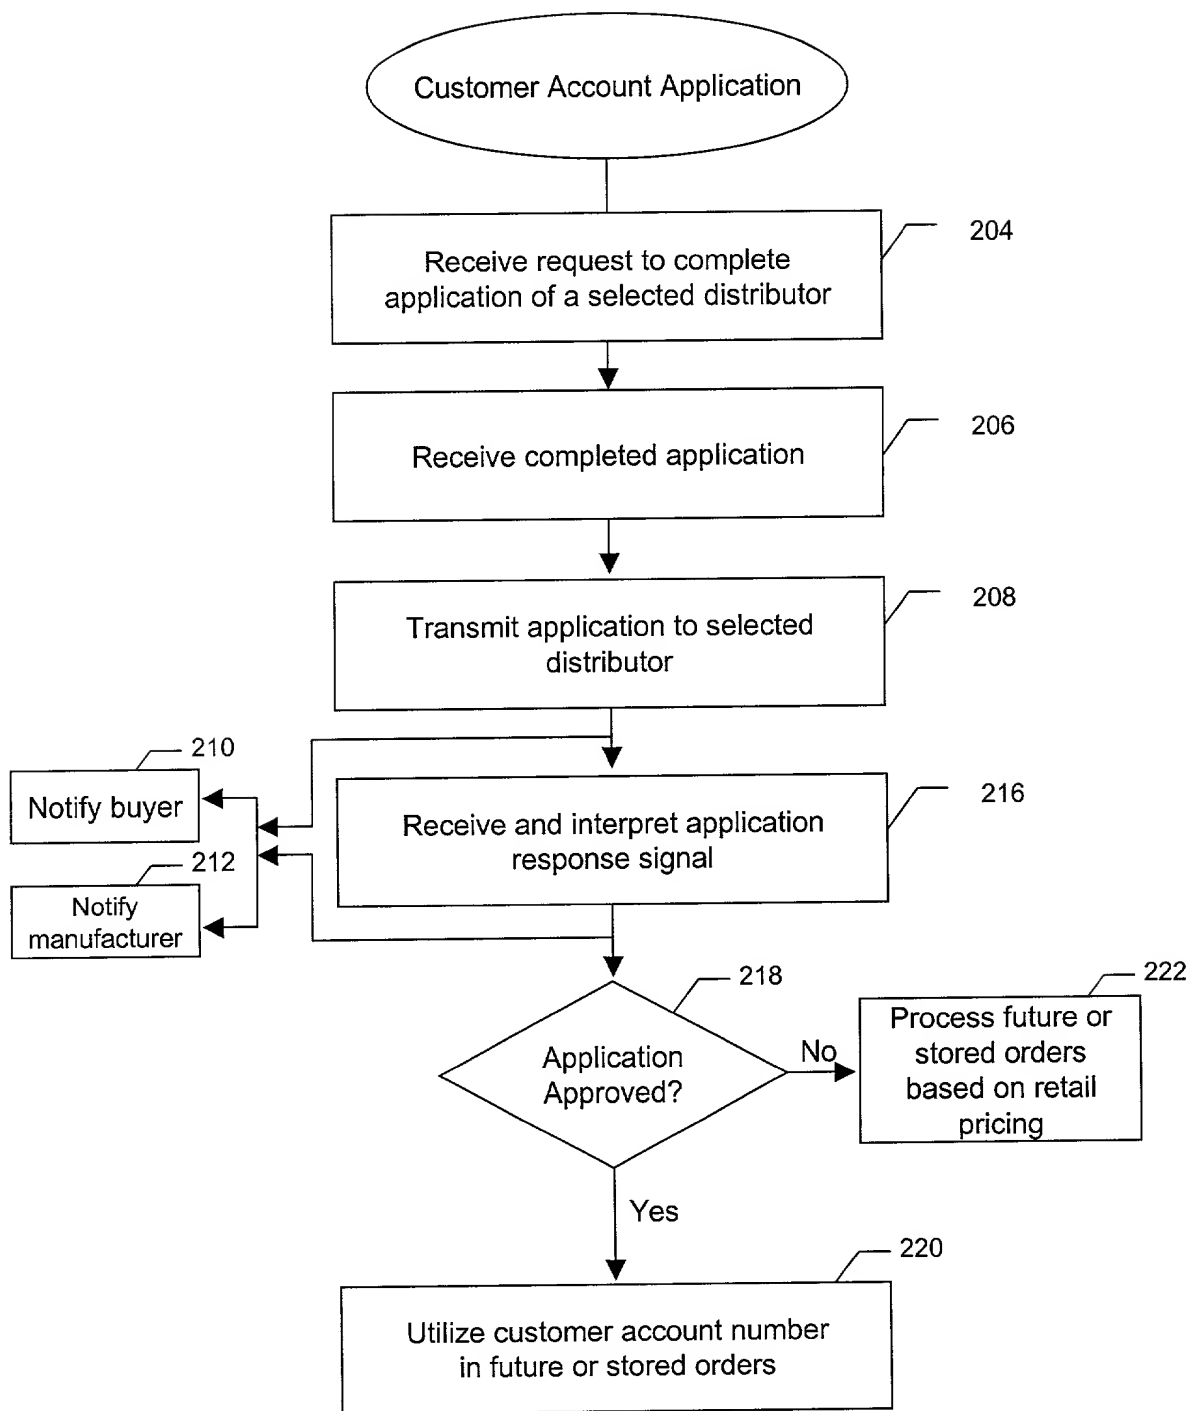 Customer Account Application
204
Receive request to complete
application of a selected distributor
206
Receive completed application
208
Transmit application to selected
distributor
210
Notify buyer
216
Receive and interpret application
response signal
212
Notify
manufacturer
218
Application
Approved?
No
222
Process future or
stored orders
based on retail
pricing
Yes
220
Utilize customer account number
in future or stored orders